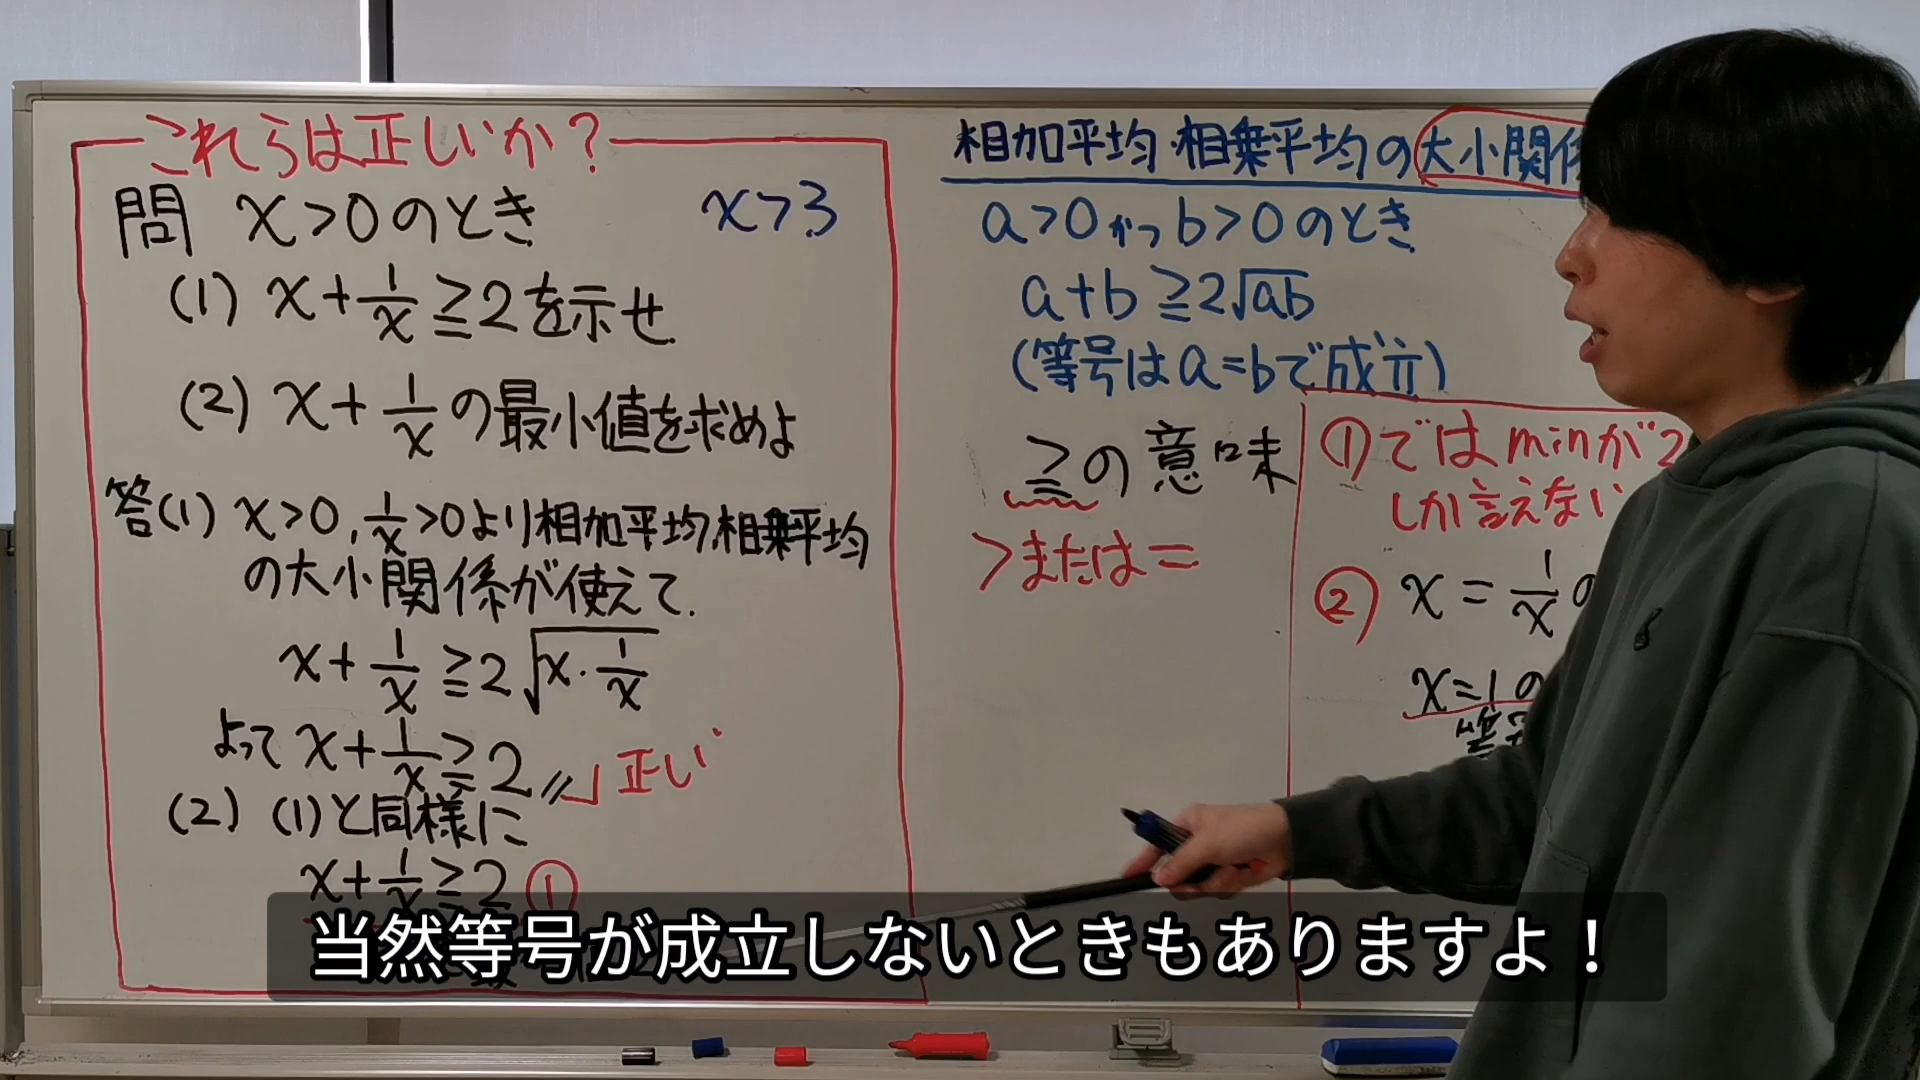 これらは正しいか？
問 x>0のとき x>3
(1) x+1/x≧2を示せ
(2) x+1/xの最小値を求めよ
答(1) x>0, 1/x>0より相加平均,相乗平均
の大小関係が使えて.
x+1/x≧2√x・1/x
よってx+1/x≧2 正しい
(2) (1)と同様に
x+1/x≧2 ①
相加平均・相乗平均の大小関係
a>0かつb>0のとき
a+b≧2√ab
(等号はa=bで成立)
≧の意味
>または=
①ではminが2
しか言えない
② x=1/xの
x=1の
当然等号が成立しないときもありますよ！